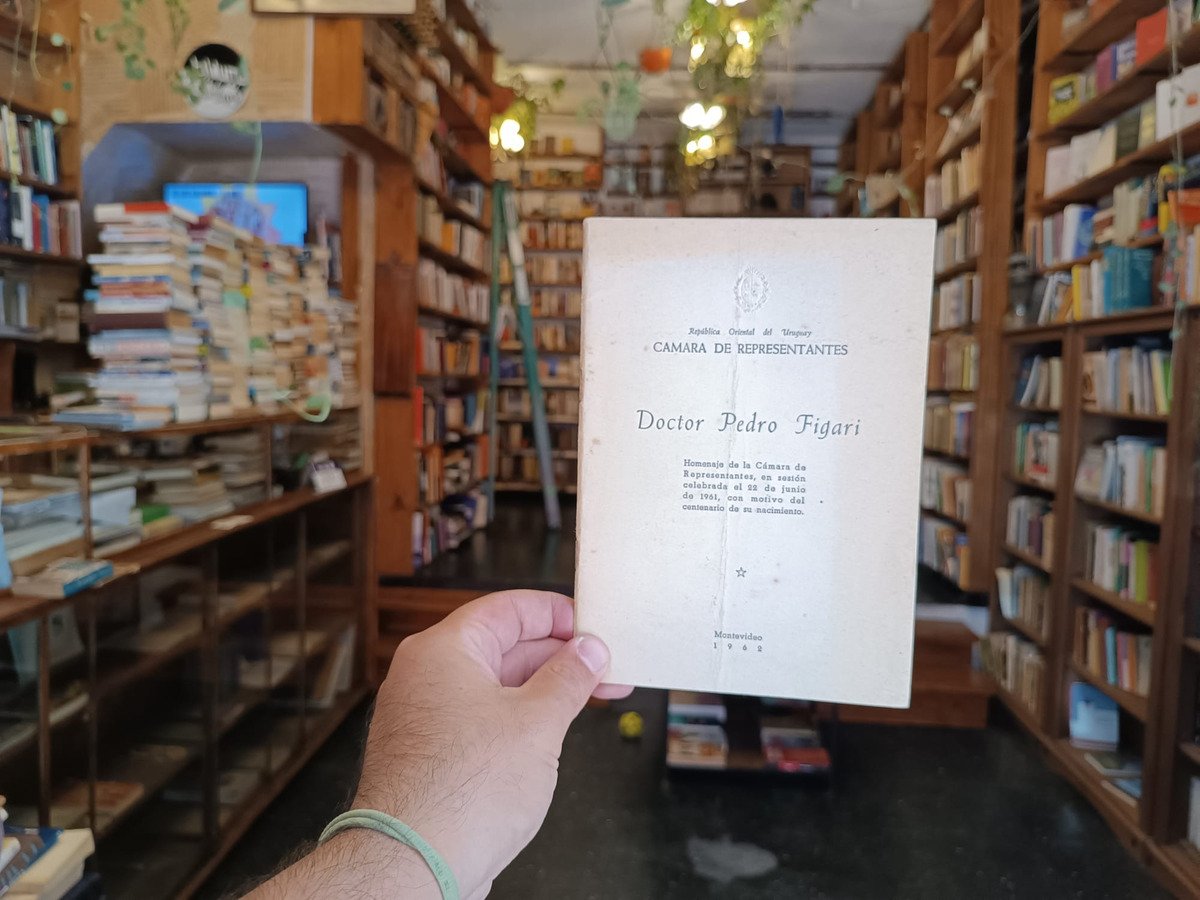 República Oriental del Uruguay
CAMARA DE REPRESENTANTES
Doctor Pedro Figari
Homenaje de la Cámara de
Representantes, en sesión
celebrada el 22 de junio
de 1961, con motivo del
centenario de su nacimiento.
Montevideo
1962